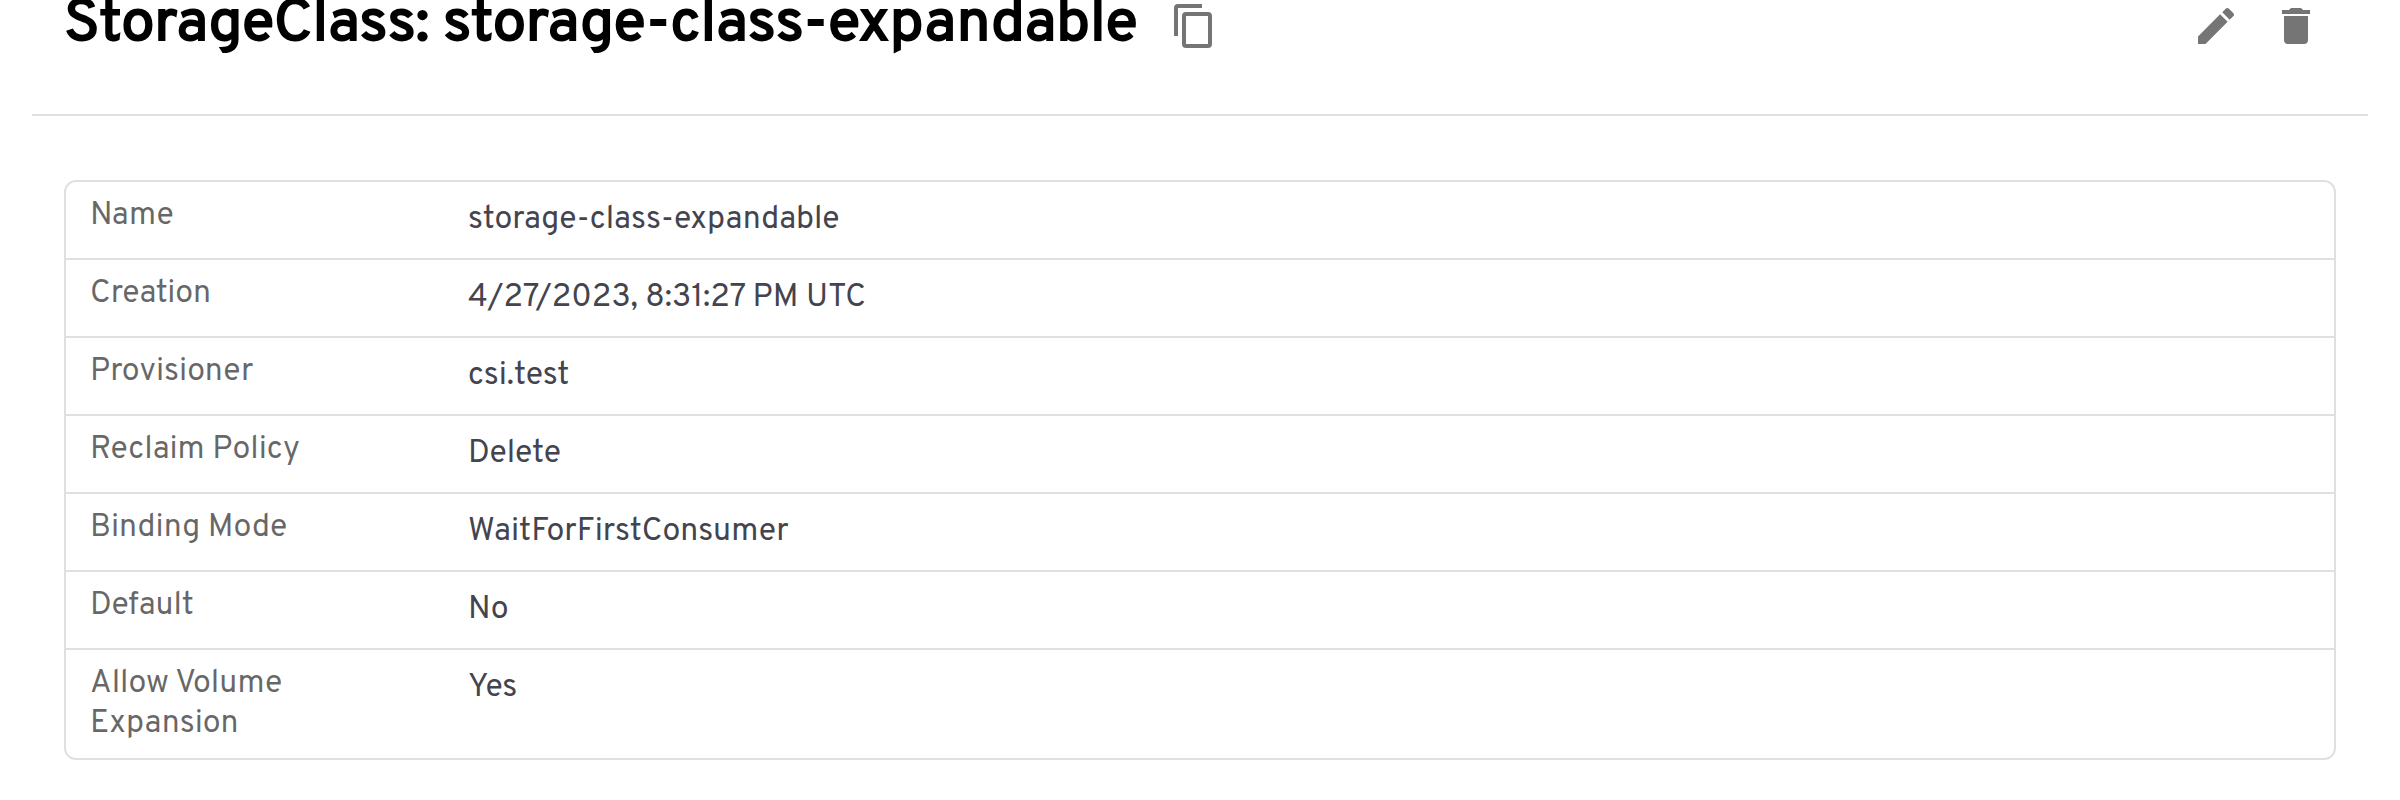 StorageClass: storage-class-expandable
Name storage-class-expandable
Creation 4/27/2023, 8:31:27 PM UTC
Provisioner csi.test
Reclaim Policy Delete
Binding Mode WaitForFirstConsumer
Default No
Allow Volume Yes
Expansion